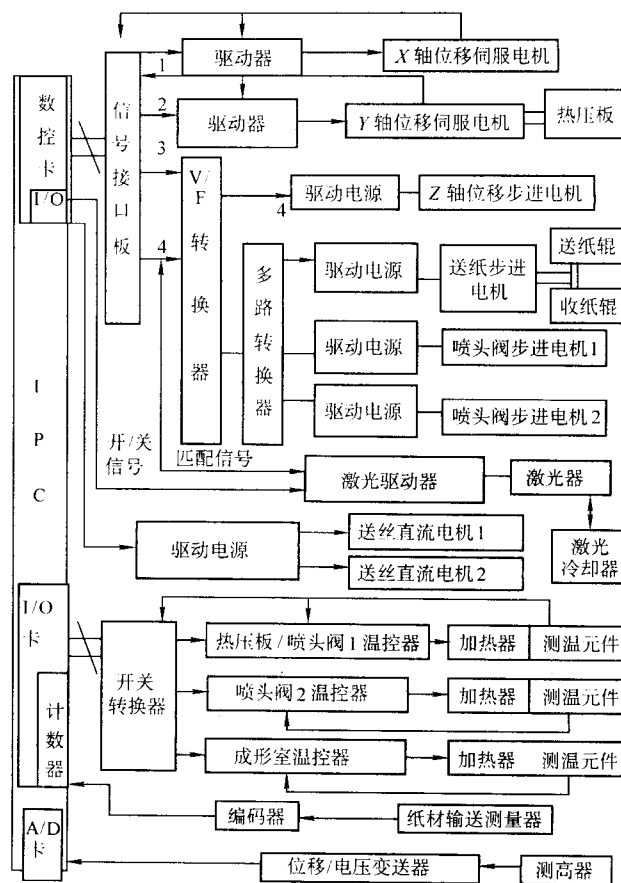 数控卡
I/O
I P C
I/O卡
计数器
A/D卡
信号接口板
1
2
3
4
驱动器
X 轴位移伺服电机
驱动器
Y 轴位移伺服电机
热压板
V/F转换器
4
驱动电源
Z 轴位移步进电机
多路转换器
驱动电源
送纸步进
电机
送纸辊
收纸辊
驱动电源
喷头阀步进电机1
驱动电源
喷头阀步进电机2
开/关
信号
匹配信号
激光驱动器
激光器
激光
冷却器
驱动电源
送丝直流电机1
送丝直流电机2
开关
转换器
热压板/喷头阀1温控器
加热器
测温元件
喷头阀2温控器
加热器
测温元件
成形室温控器
加热器
测温元件
编码器
纸材输送测量器
位移/电压变送器
测高器